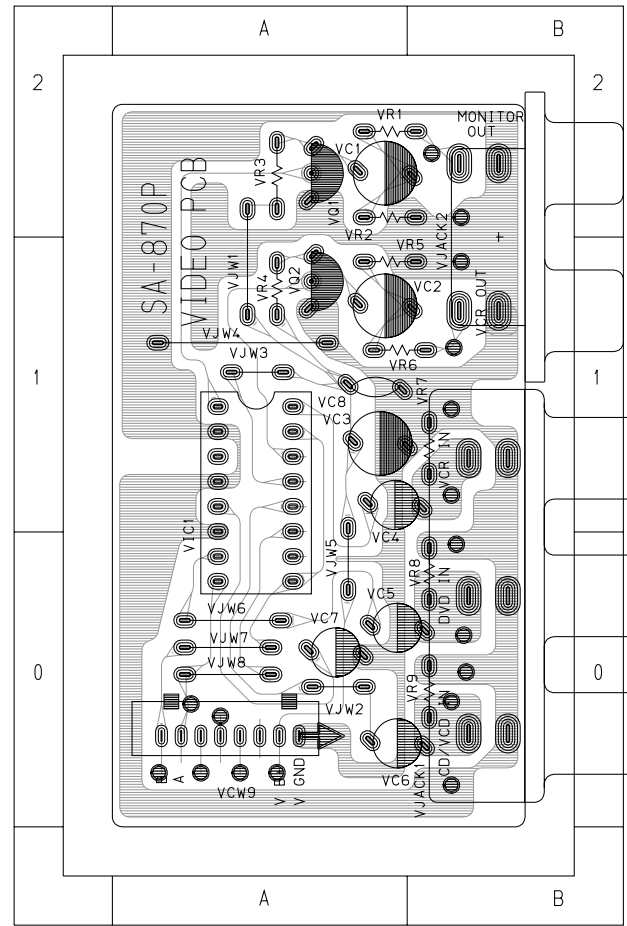 A
B
2
2
MONITOR
OUT
VR1
VC1
VR3
VQ1
VR2
VJACK2
SA-870P
VIDEO PCB
+
VJW1
VR5
VR4
VQ2
VC2
VCR OUT
VJW4
VR6
VJW3
1
1
VR7
VC8
VC3
VCR IN
VIC1
VC4
VJW5
VR8
DVD IN
VJW6
VC7
VC5
VJW7
VJW8
0
0
VR9
VJW2
CD/VCD IN
A
VCW9
V GND
VC6
VJACK1
A
B